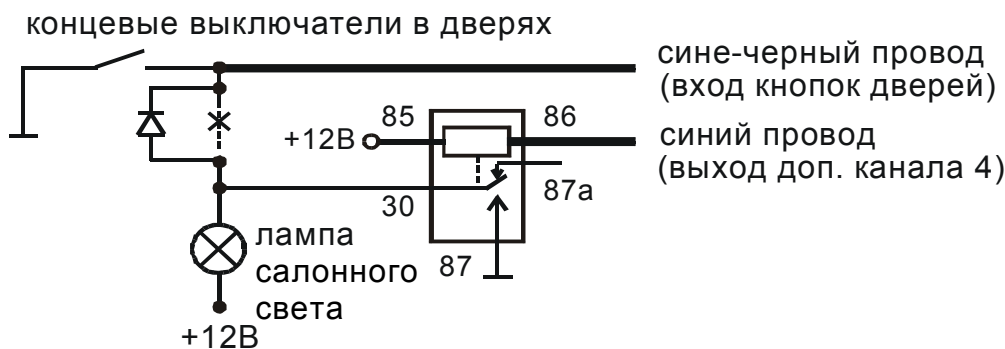 концевые выключатели в дверях
сине-черный провод
(вход кнопок дверей)
+12В
85
86
синий провод
(выход доп. канала 4)
30
87а
87
лампа
салонного
света
+12В